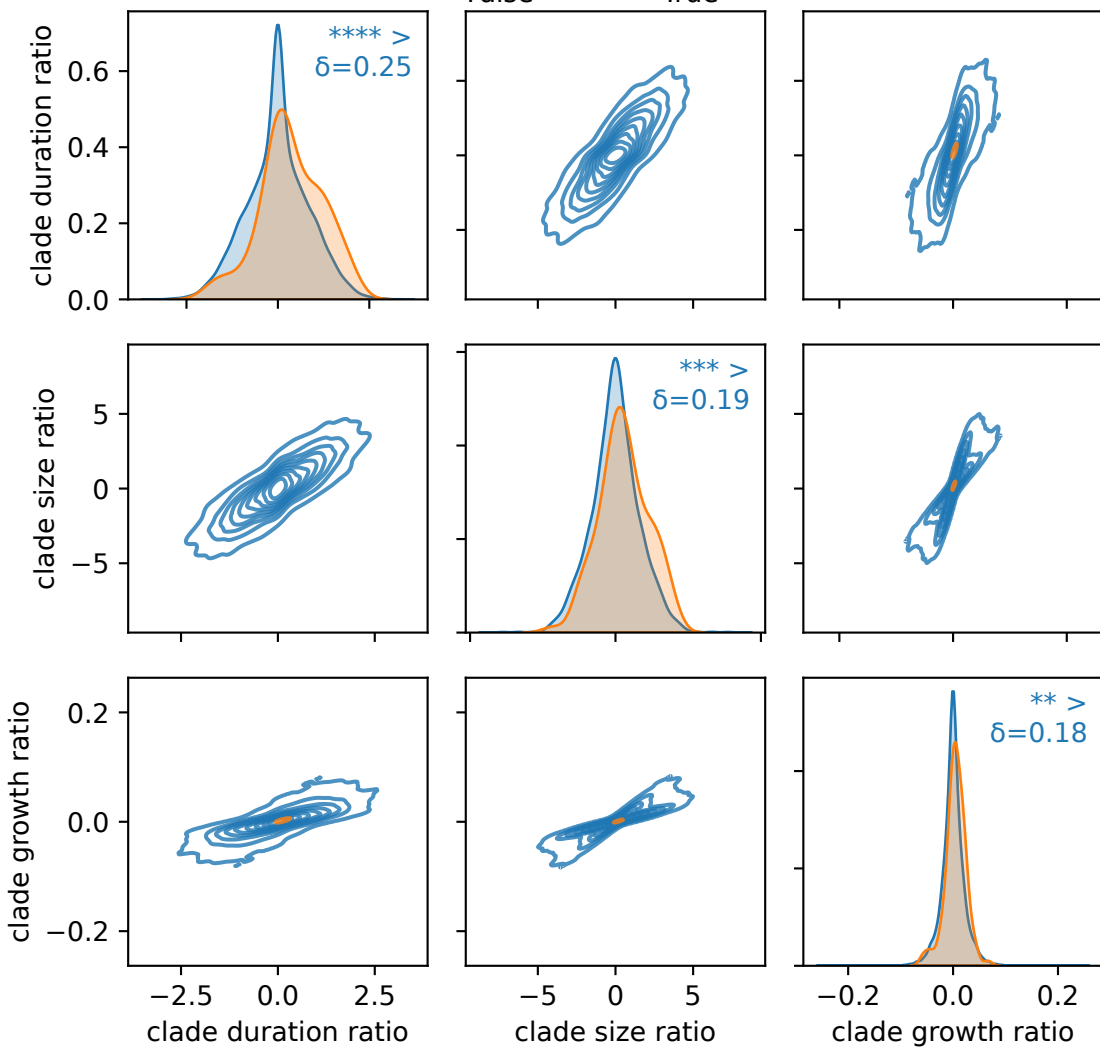 **** >
δ=0.25
clade duration ratio
0.6
0.4
0.2
0.0
*** >
δ=0.19
clade size ratio
5
0
−5
** >
δ=0.18
clade growth ratio
0.2
0.0
−0.2
−2.5 0.0 2.5
−5 0 5
−0.2 0.0 0.2
clade duration ratio
clade size ratio
clade growth ratio